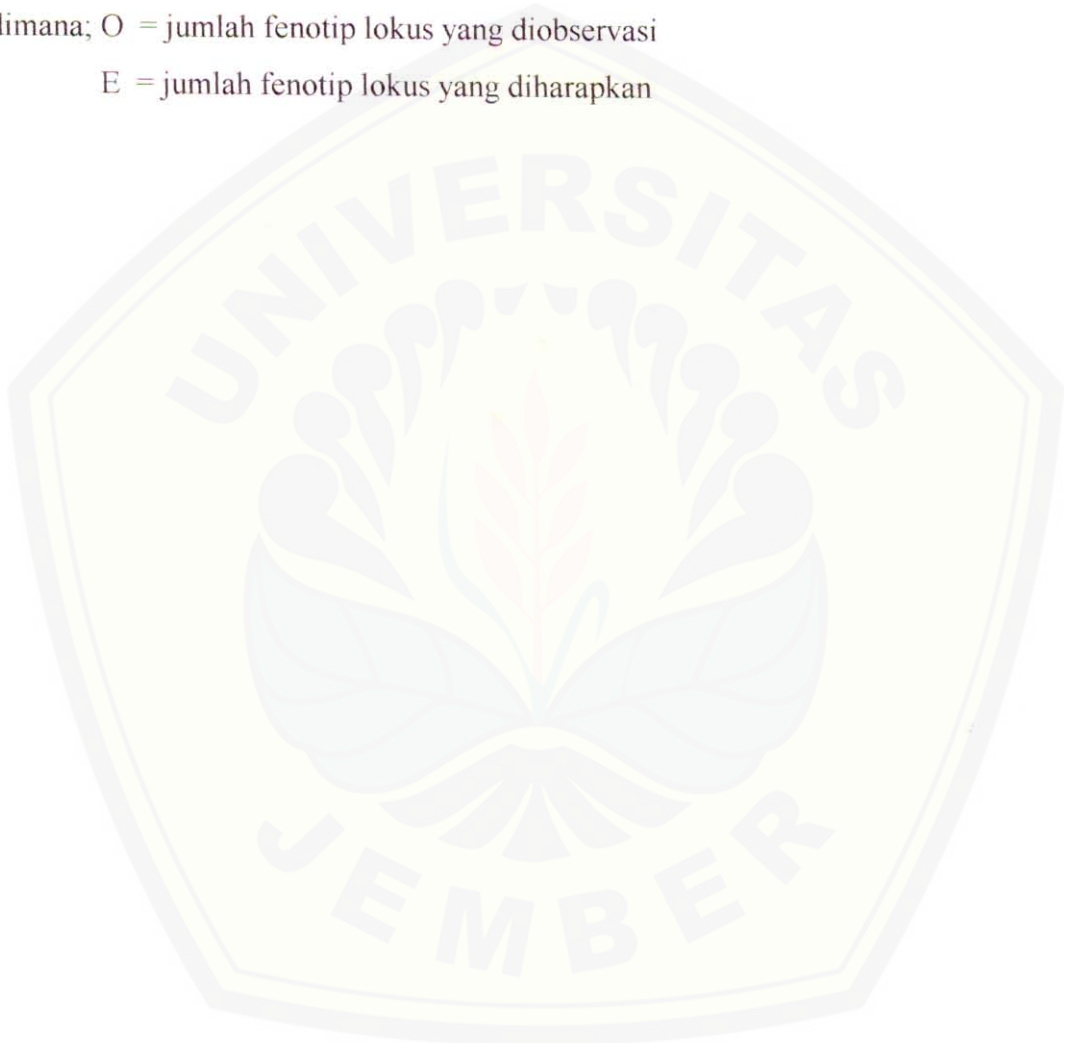 limana; O = jumlah fenotip lokus yang diobservasi
E = jumlah fenotip lokus yang diharapkan
UNIVERSITAS
JEMBER